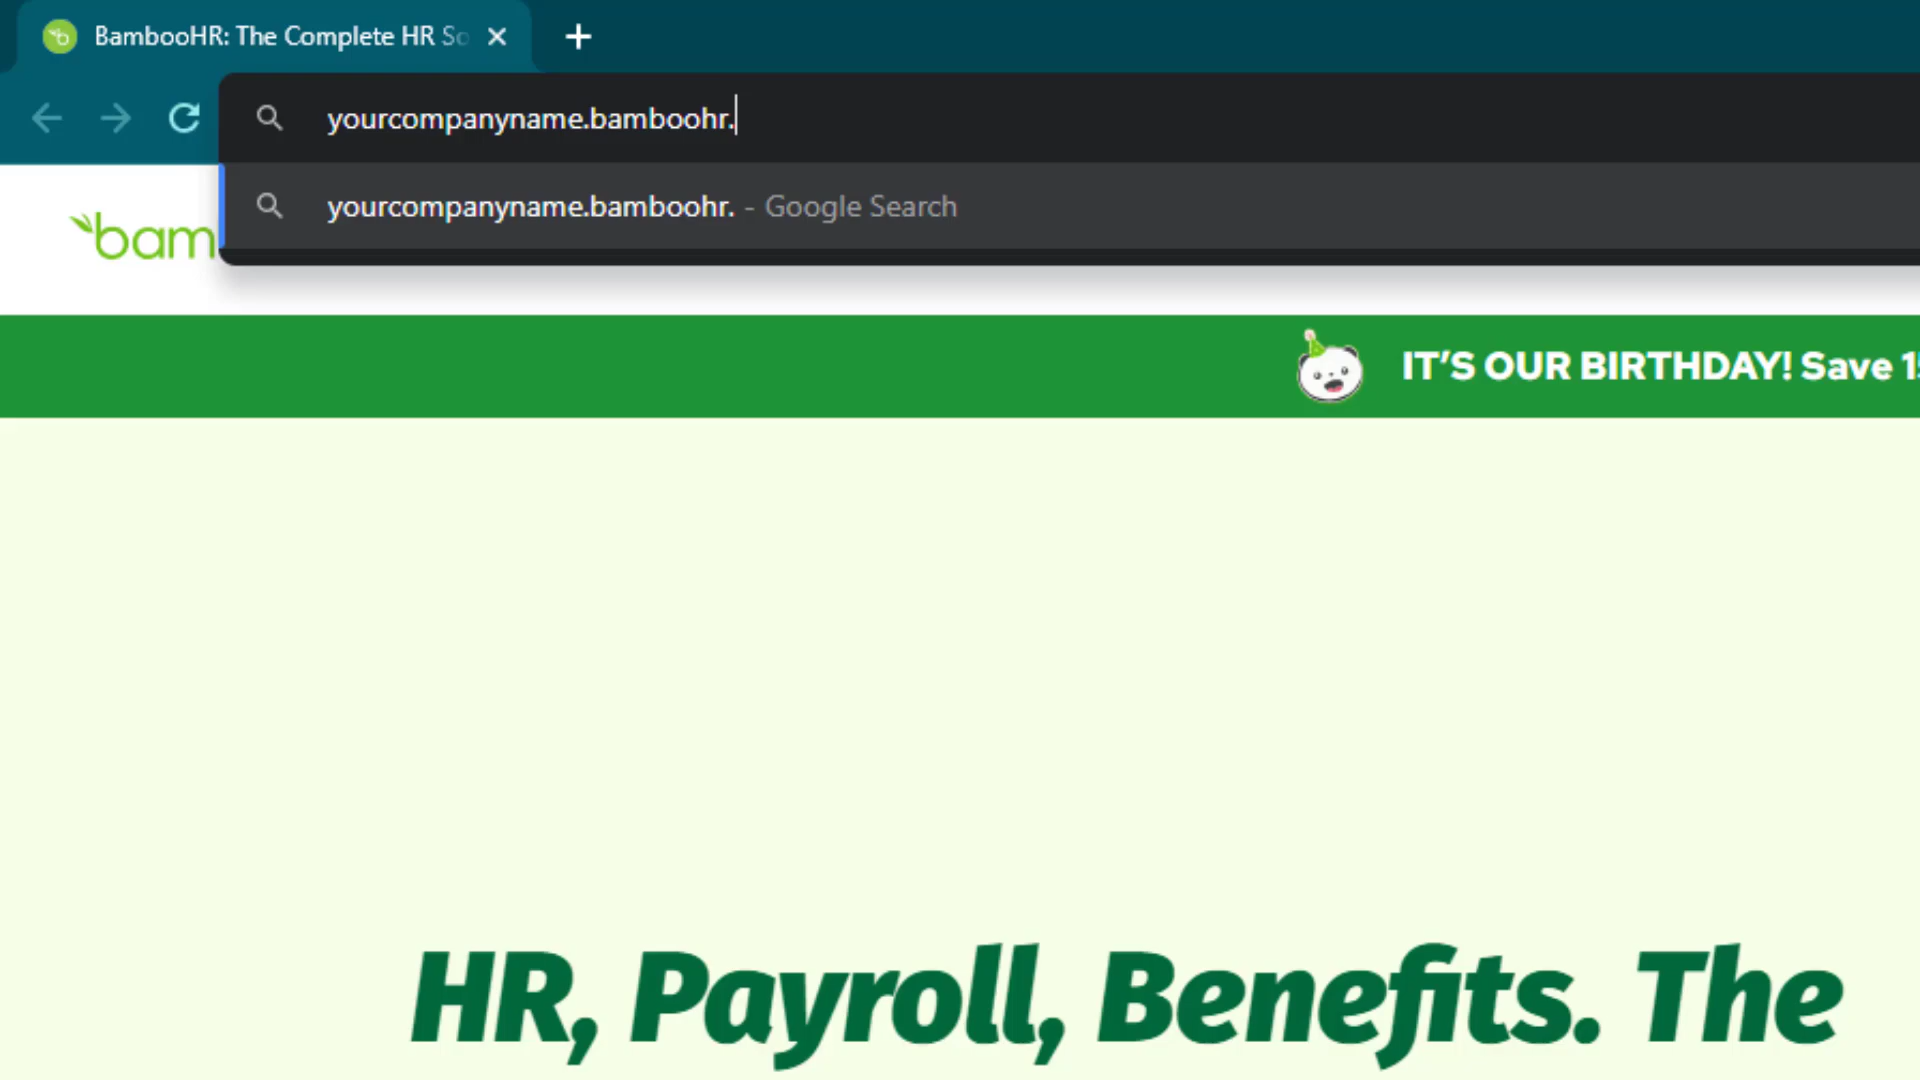 BambooHR: The Complete HR So
yourcompanyname.bamboohr.
yourcompanyname.bamboohr. - Google Search
bam
IT’S OUR BIRTHDAY! Save 15
HR, Payroll, Benefits. The